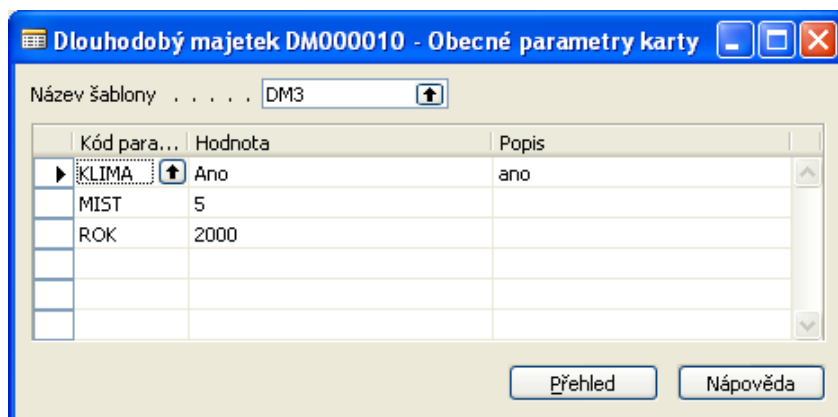 Dlouhodobý majetek DM000010 - Obecné parametry karty
Název šablony . . . . . DM3
Kód para... Hodnota Popis
KLIMA Ano ano
MIST 5
ROK 2000
Přehled Nápověda